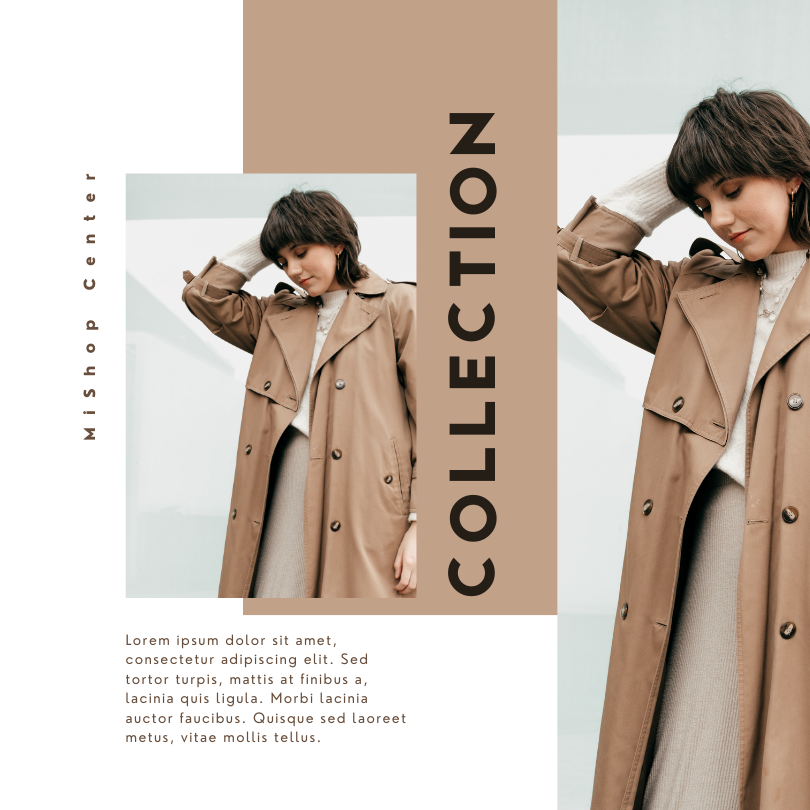 MiShop Center
COLLECTION
Lorem ipsum dolor sit amet,
consectetur adipiscing elit. Sed
tortor turpis, mattis at finibus a,
lacinia quis ligula. Morbi lacinia
auctor faucibus. Quisque sed laoreet
metus, vitae mollis tellus.